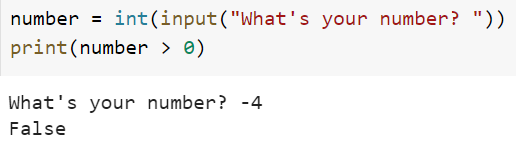 number = int(input("What's your number? "))
print(number > 0)
What's your number? -4
False